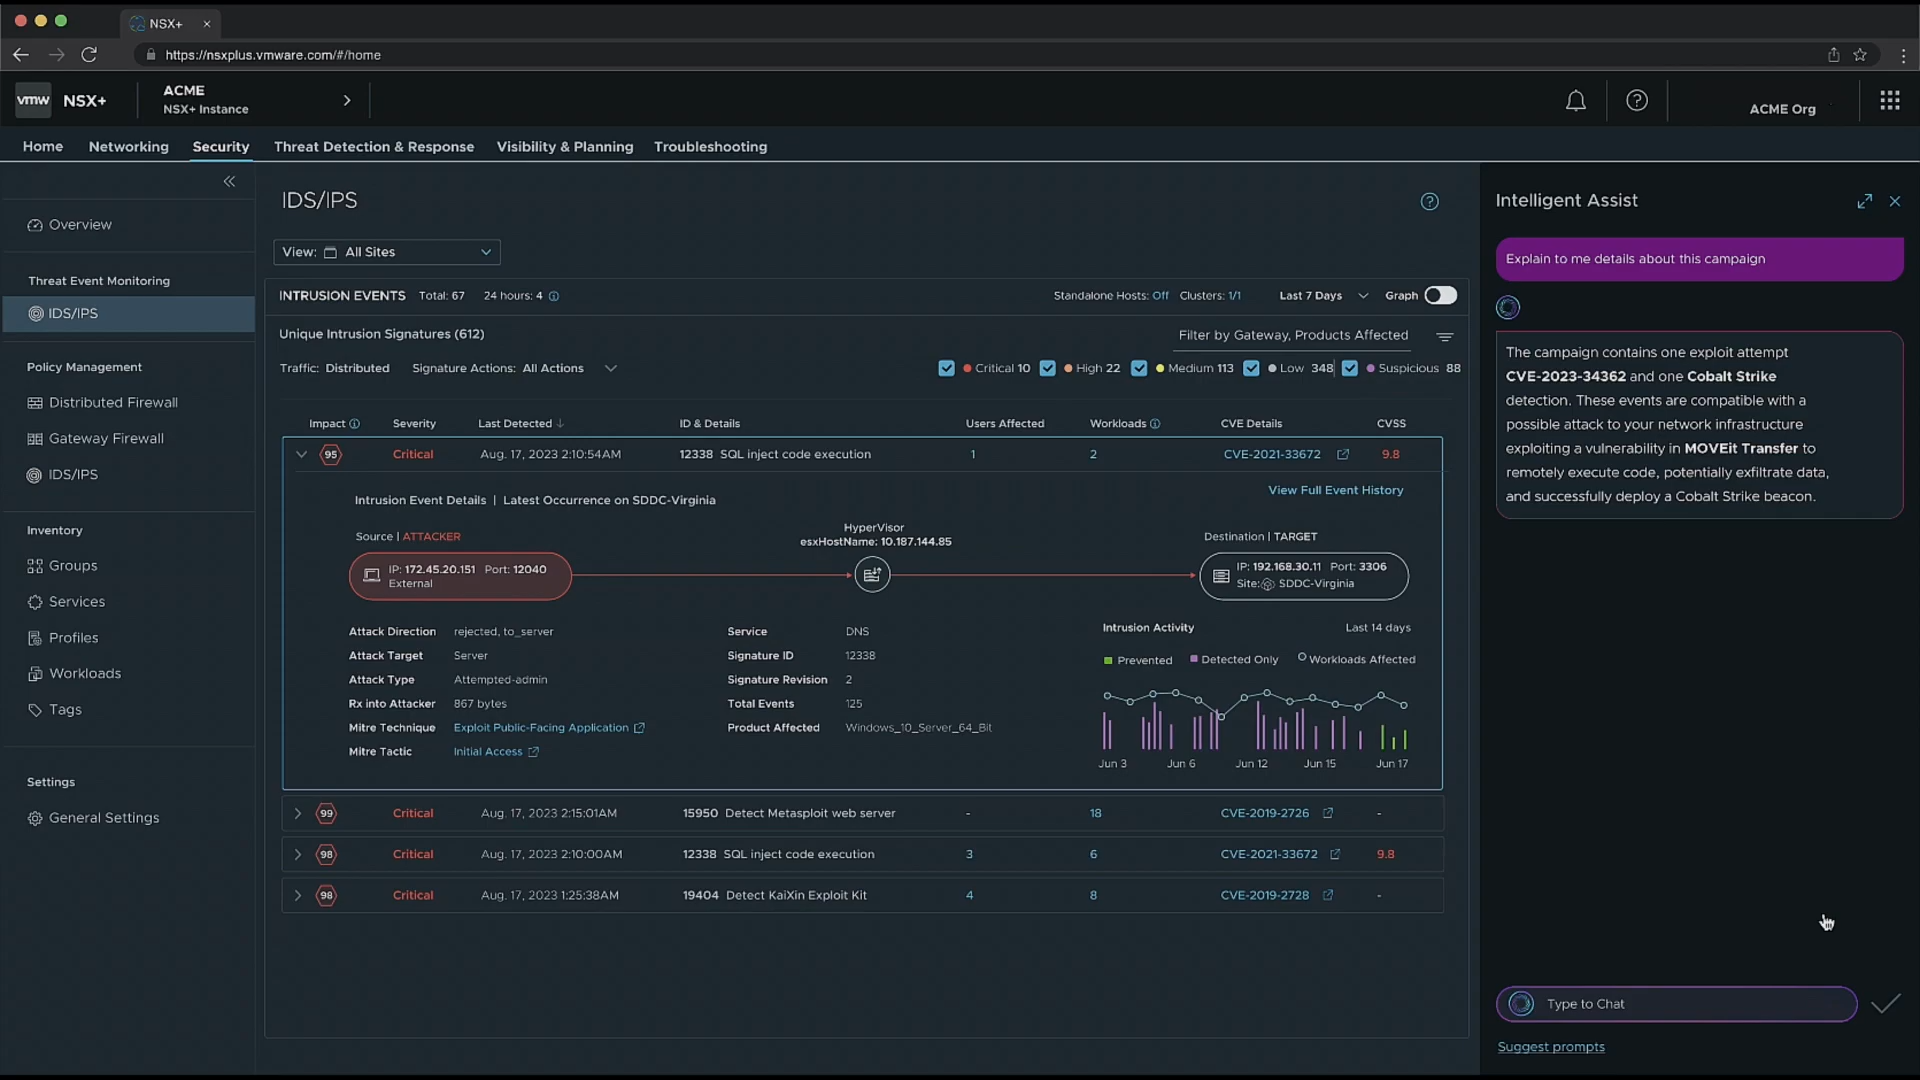 NSX+
https://nsxplus.vmware.com/#/home
vmw NSX+
ACME
NSX+ Instance
ACME Org
Home Networking Security Threat Detection & Response Visibility & Planning Troubleshooting
Overview
Threat Event Monitoring
IDS/IPS
Policy Management
Distributed Firewall
Gateway Firewall
IDS/IPS
Inventory
Groups
Services
Profiles
Workloads
Tags
Settings
General Settings
IDS/IPS
View: All Sites
INTRUSION EVENTS Total: 67 24 hours: 4 Standalone Hosts: Off Clusters: 1/1 Last 7 Days Graph
Unique Intrusion Signatures (612) Filter by Gateway, Products Affected
Traffic: Distributed Signature Actions: All Actions Critical 10 High 22 Medium 113 Low 348 Suspicious 88
Impact Severity Last Detected ID & Details Users Affected Workloads CVE Details CVSS
95 Critical Aug. 17, 2023 2:10:54AM 12338 SQL inject code execution 1 2 CVE-2021-33672 9.8
Intrusion Event Details | Latest Occurrence on SDDC-Virginia View Full Event History
Source | ATTACKER
IP: 172.45.20.151 Port: 12040
External
HyperVisor
esxHostName: 10.187.144.85
Destination | TARGET
IP: 192.168.30.11 Port: 3306
Site: SDDC-Virginia
Attack Direction rejected, to_server
Attack Target Server
Attack Type Attempted-admin
Rx into Attacker 867 bytes
Mitre Technique Exploit Public-Facing Application
Mitre Tactic Initial Access
Service DNS
Signature ID 12338
Signature Revision 2
Total Events 125
Product Affected Windows_10_Server_64_Bit
Intrusion Activity Last 14 days
Prevented Detected Only Workloads Affected
Jun 3 Jun 6 Jun 12 Jun 15 Jun 17
99 Critical Aug. 17, 2023 2:15:01AM 15950 Detect Metasploit web server - 18 CVE-2019-2726 -
98 Critical Aug. 17, 2023 2:10:00AM 12338 SQL inject code execution 3 6 CVE-2021-33672 9.8
98 Critical Aug. 17, 2023 1:25:38AM 19404 Detect KaiXin Exploit Kit 4 8 CVE-2019-2728 -
Intelligent Assist
Explain to me details about this campaign
The campaign contains one exploit attempt
CVE-2023-34362 and one Cobalt Strike
detection. These events are compatible with a
possible attack to your network infrastructure
exploiting a vulnerability in MOVEit Transfer to
remotely execute code, potentially exfiltrate data,
and successfully deploy a Cobalt Strike beacon.
Type to Chat
Suggest prompts